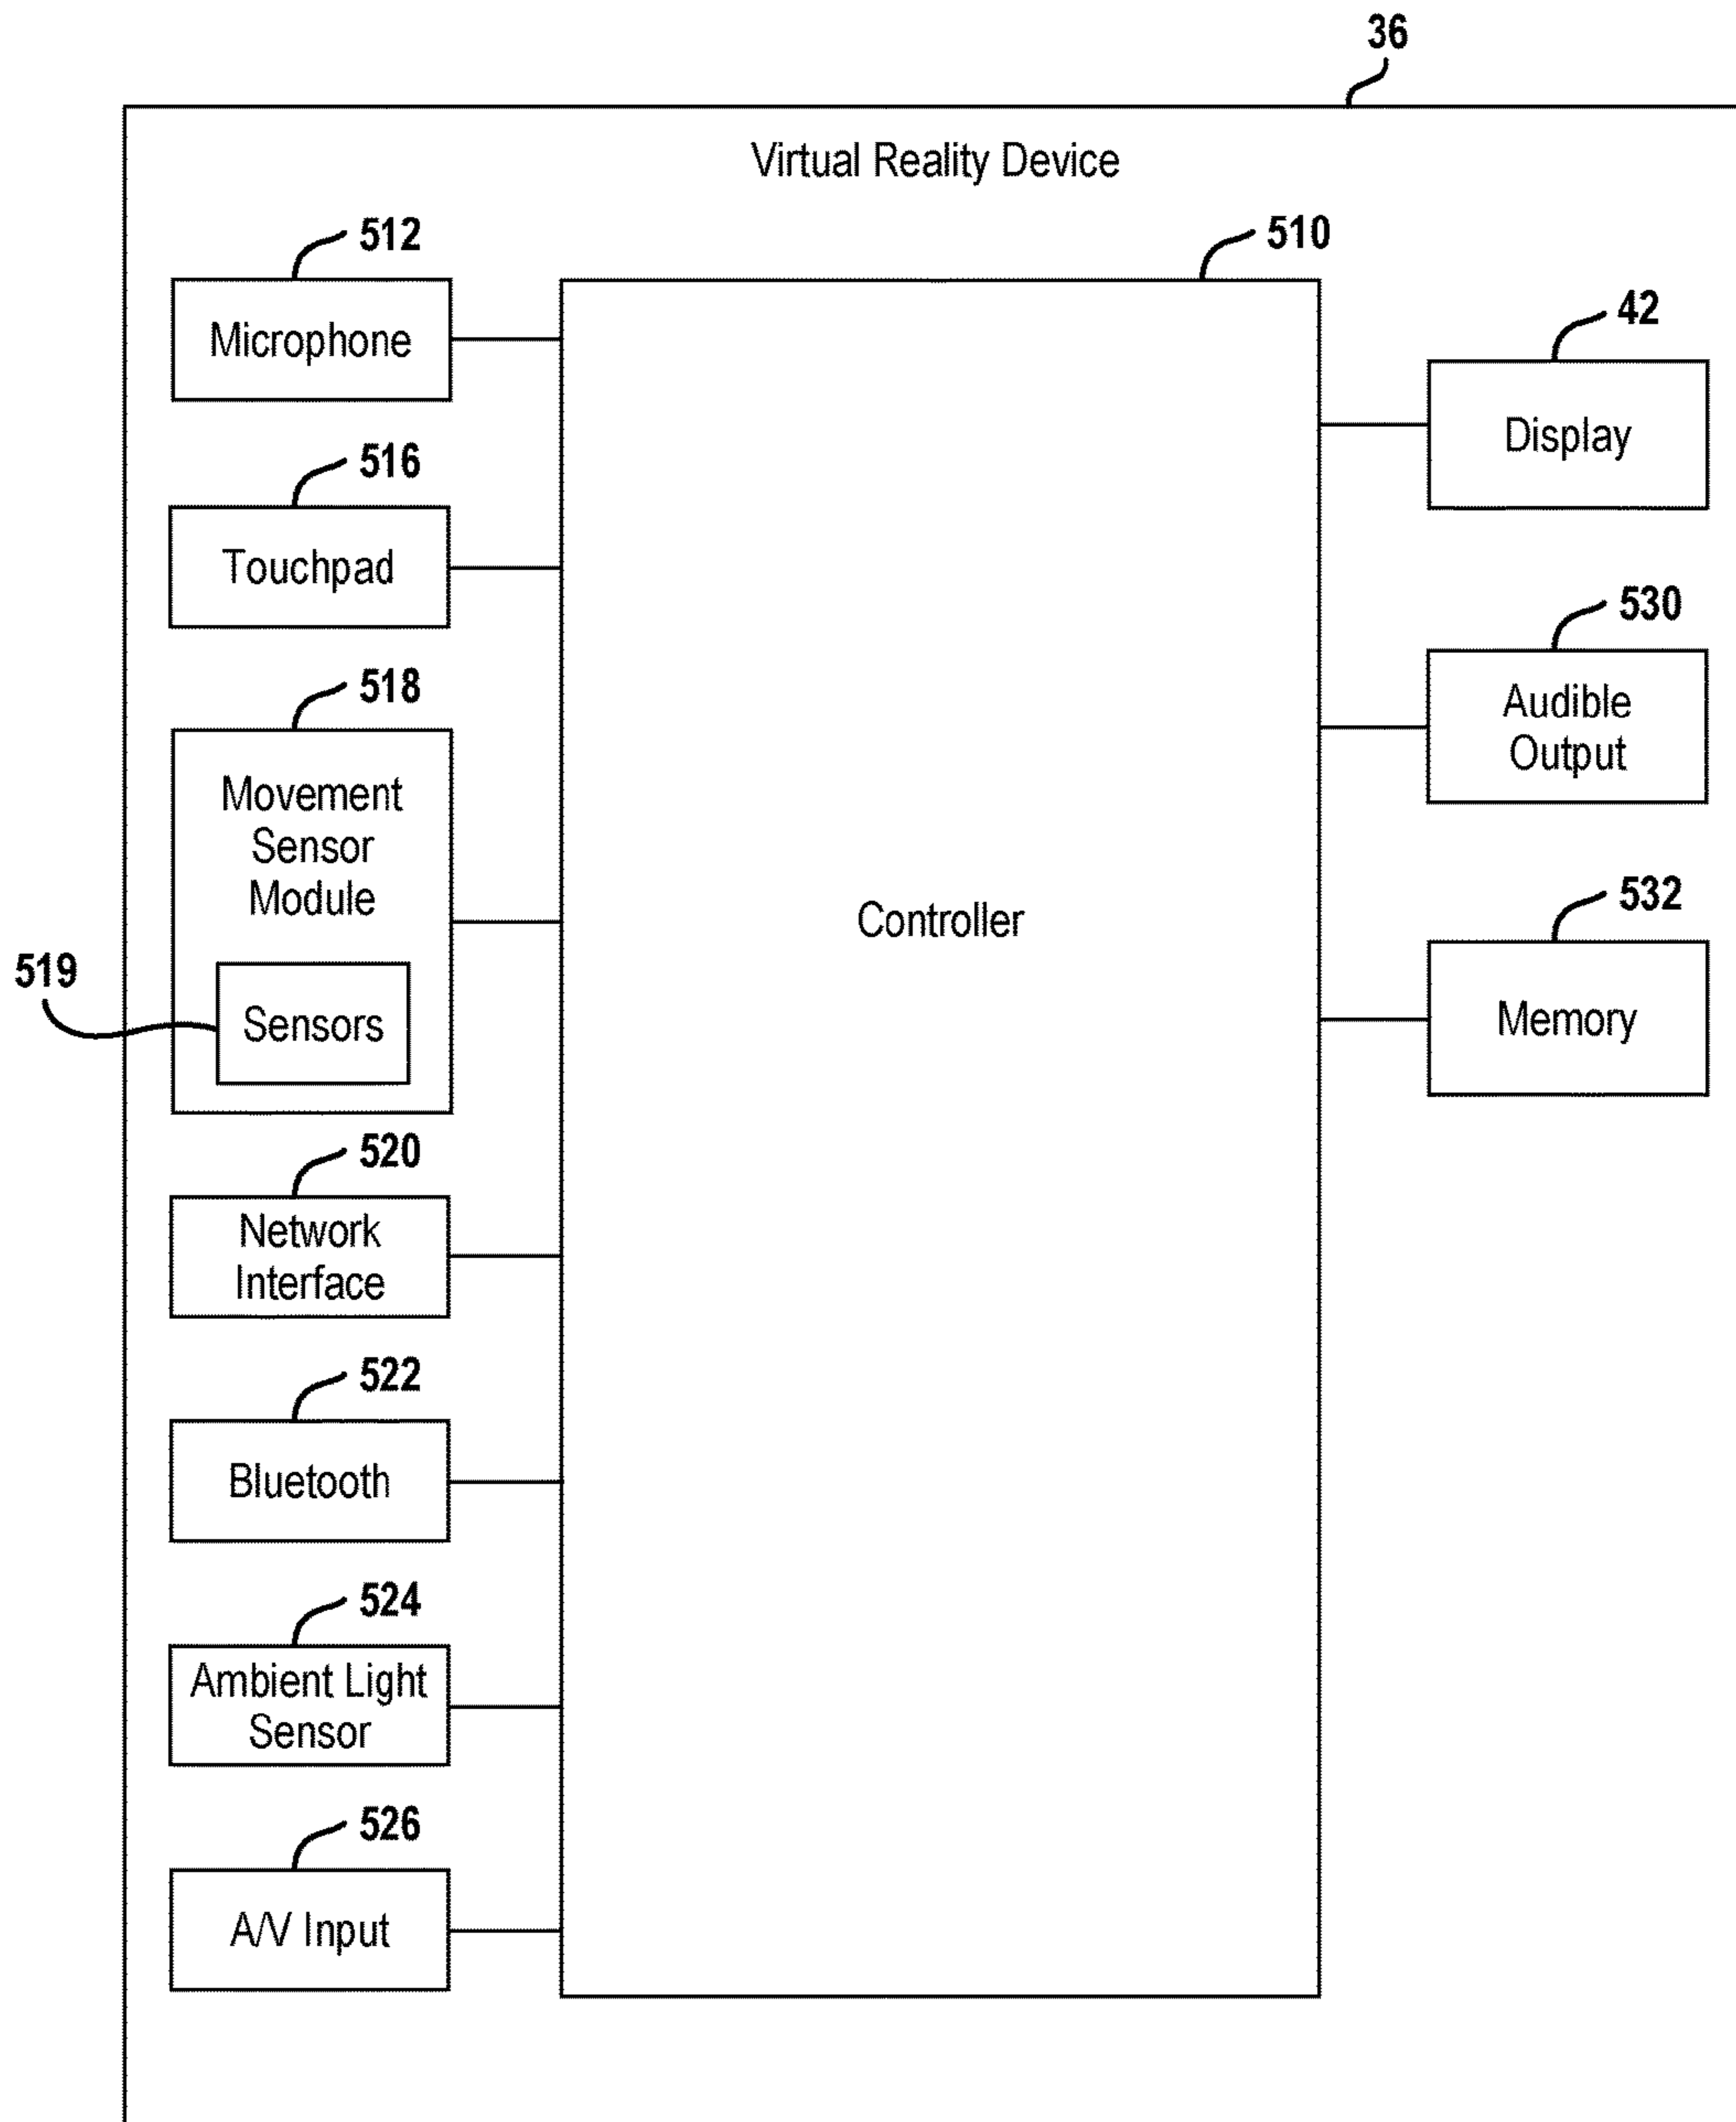 36
Virtual Reality Device
512
Microphone
510
Controller
42
Display
516
Touchpad
530
Audible
Output
518
Movement
Sensor
Module
519
Sensors
532
Memory
520
Network
Interface
522
Bluetooth
524
Ambient Light
Sensor
526
A/V Input